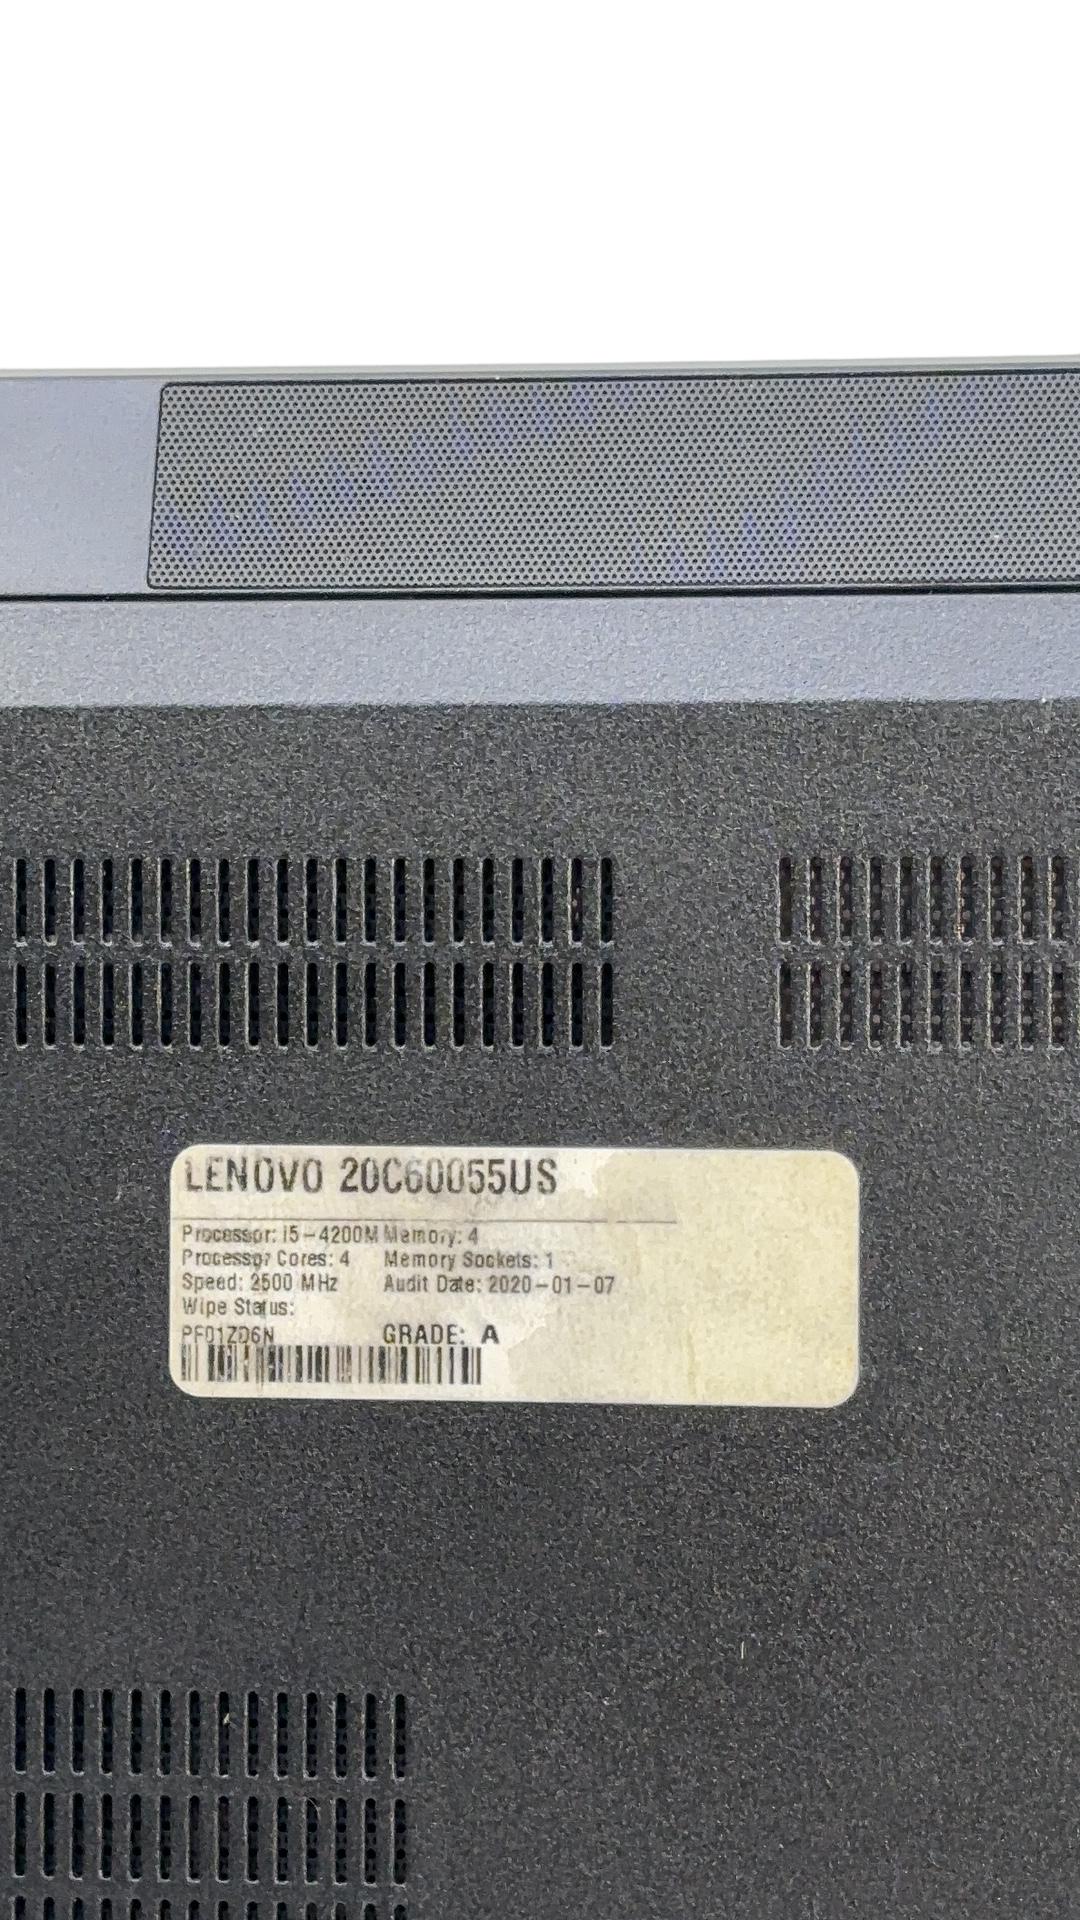 LENOVO 20C60055US
Processor: I5-4200M Memory: 4
Processor Cores: 4 Memory Sockets: 1
Speed: 2500 MHz Audit Date: 2020-01-07
Wipe Status:
PF01ZD6N GRADE: A